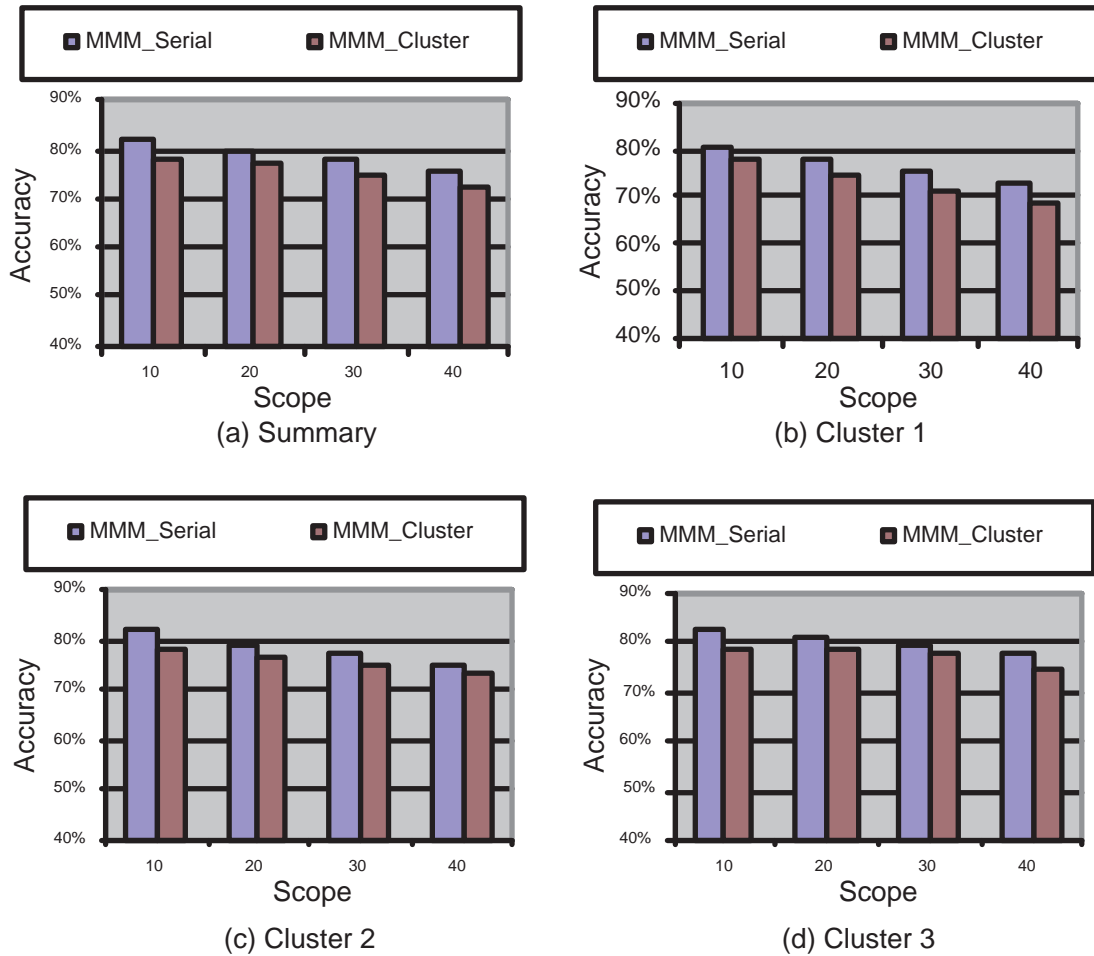 MMM_Serial MMM_Cluster
90%
80%
70%
60%
50%
40%
Accuracy
10 20 30 40
Scope
(a) Summary
MMM_Serial MMM_Cluster
90%
80%
70%
60%
50%
40%
Accuracy
10 20 30 40
Scope
(b) Cluster 1
MMM_Serial MMM_Cluster
90%
80%
70%
60%
50%
40%
Accuracy
10 20 30 40
Scope
(c) Cluster 2
MMM_Serial MMM_Cluster
90%
80%
70%
60%
50%
40%
Accuracy
10 20 30 40
Scope
(d) Cluster 3